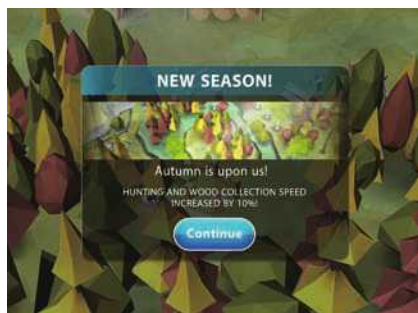 NEW SEASON!
Autumn is upon us!
HUNTING AND WOOD COLLECTION SPEED
INCREASED BY 10%!
Continue